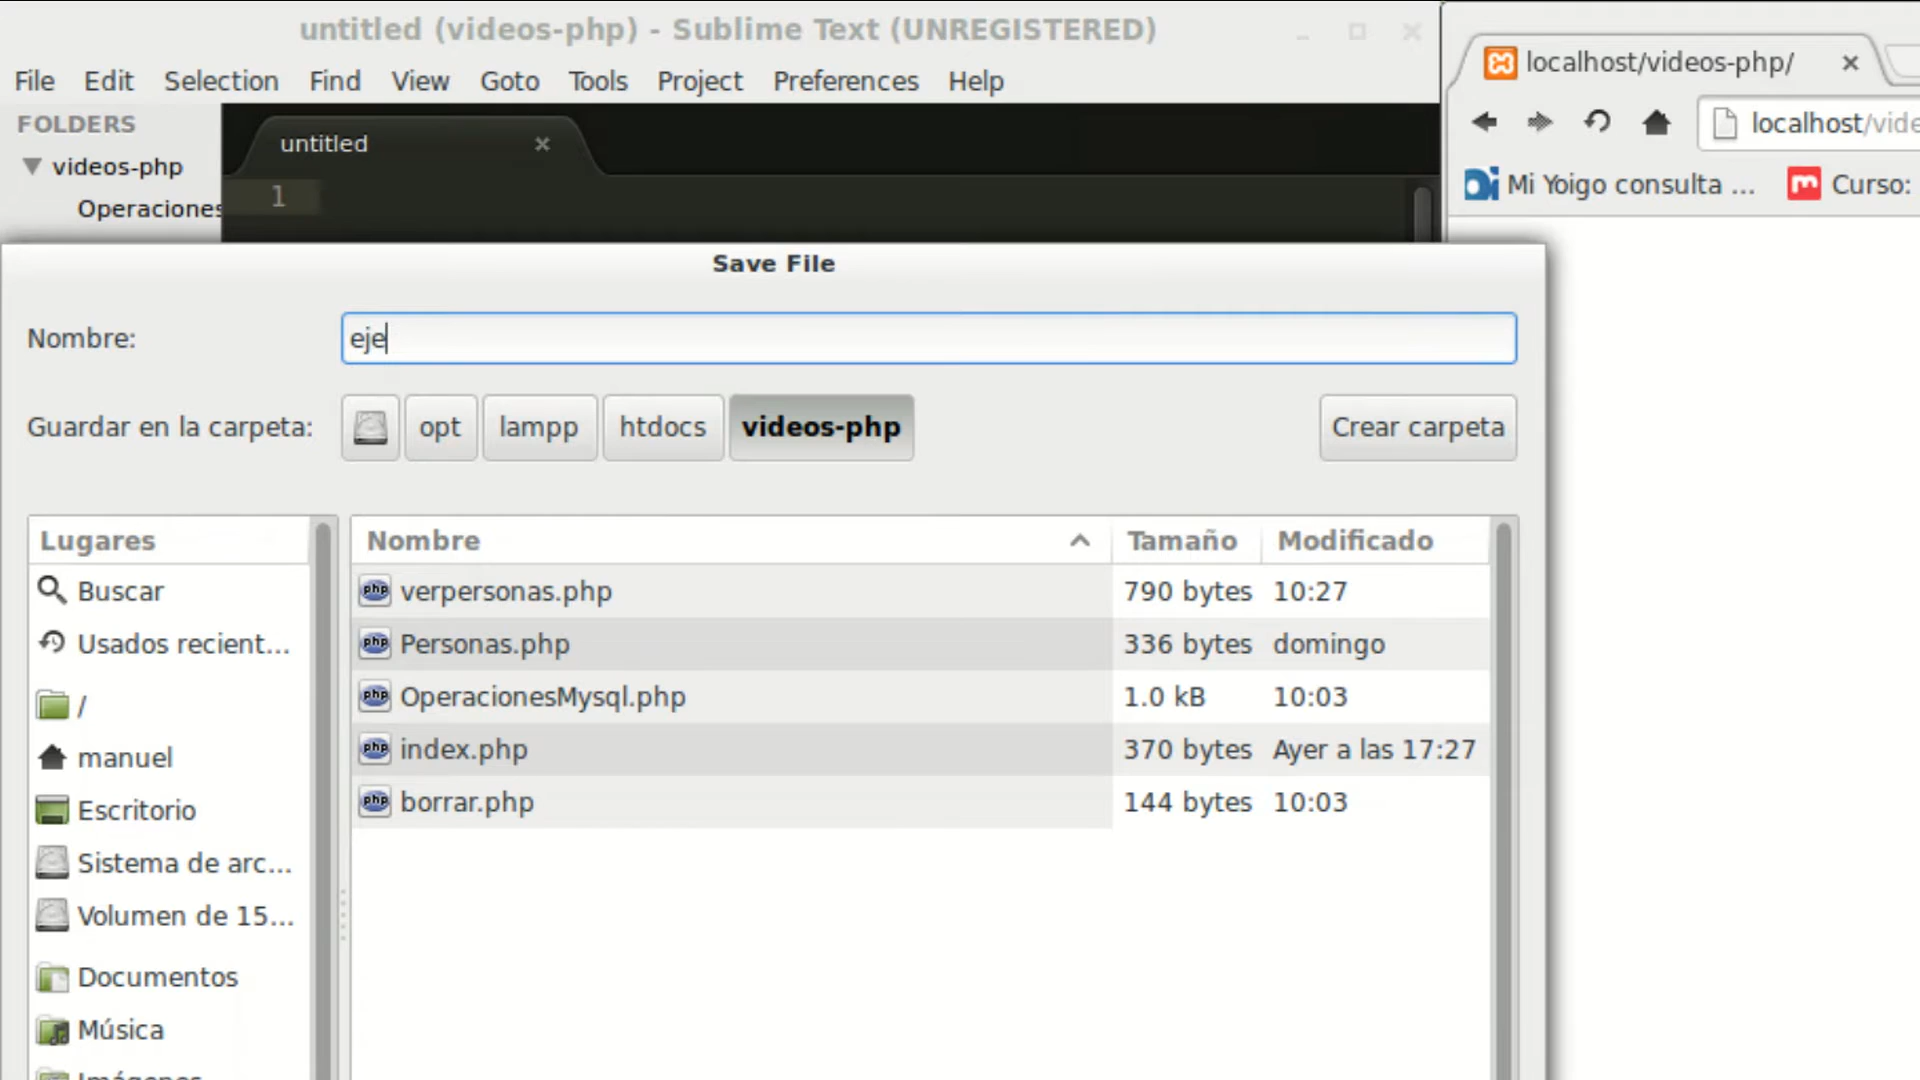 untitled (videos-php) - Sublime Text (UNREGISTERED)
File Edit Selection Find View Goto Tools Project Preferences Help
FOLDERS
videos-php
Operaciones
untitled
1
localhost/videos-php/
localhost/vide
Mi Yoigo consulta ...
Curso:
Save File
Nombre:
eje
Guardar en la carpeta:
opt
lampp
htdocs
videos-php
Crear carpeta
Lugares
Buscar
Usados recient...
/
manuel
Escritorio
Sistema de arc...
Volumen de 15...
Documentos
Música
Nombre Tamaño Modificado
php verpersonas.php 790 bytes 10:27
php Personas.php 336 bytes domingo
php OperacionesMysql.php 1.0 kB 10:03
php index.php 370 bytes Ayer a las 17:27
php borrar.php 144 bytes 10:03